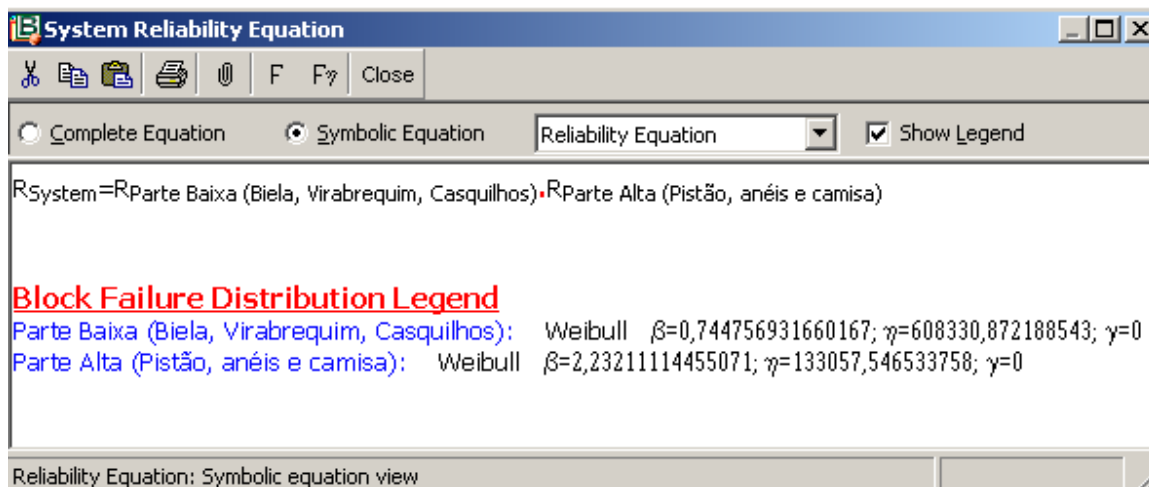 System Reliability Equation
F Fη Close
Complete Equation Symbolic Equation Reliability Equation Show Legend
RSystem=RParte Baixa (Biela, Virabrequim, Casquilhos)·RParte Alta (Pistão, anéis e camisa)
Block Failure Distribution Legend
Parte Baixa (Biela, Virabrequim, Casquilhos): Weibull β=0,744756931660167; η=608330,872188543; γ=0
Parte Alta (Pistão, anéis e camisa): Weibull β=2,23211114455071; η=133057,546533758; γ=0
Reliability Equation: Symbolic equation view